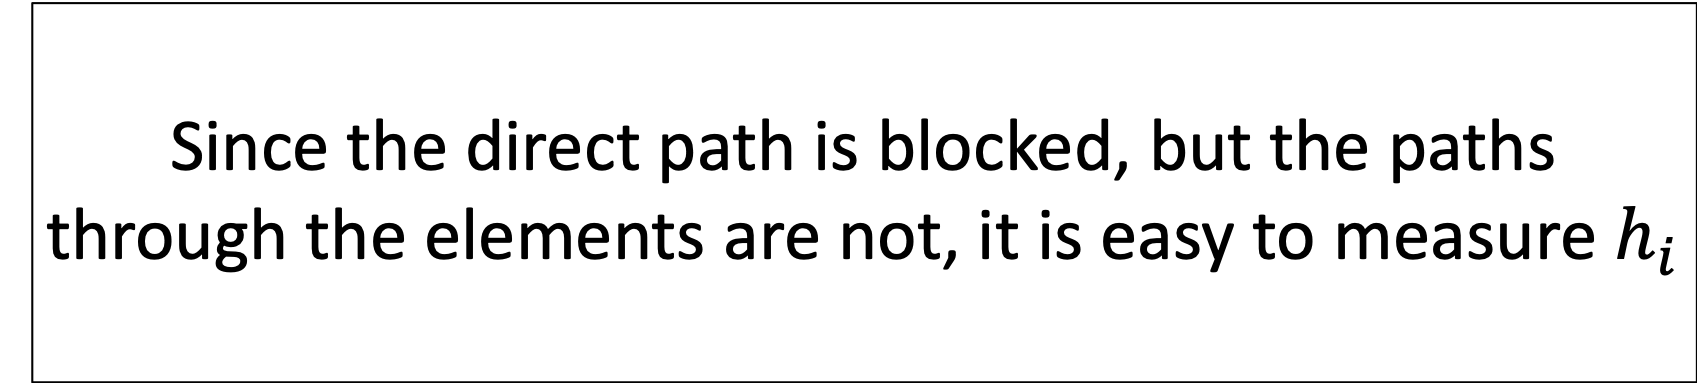 Since the direct path is blocked, but the paths
through the elements are not, it is easy to measure $h_i$